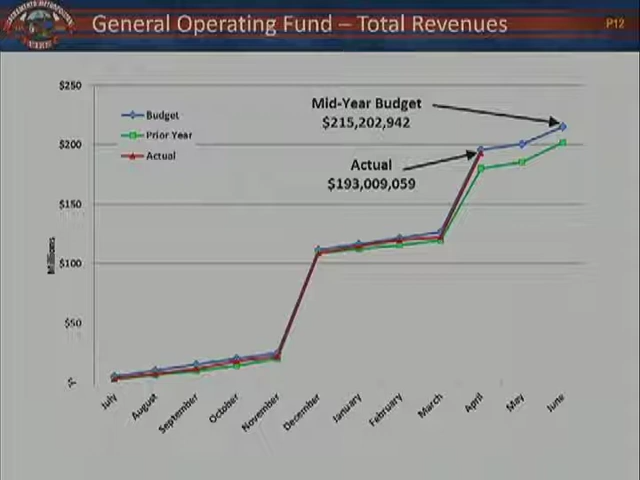 General Operating Fund – Total Revenues
P12
$250
$200
$150
$100
$50
$-
Millions
Budget
Prior Year
Actual
Mid-Year Budget
$215,202,942
Actual
$193,009,059
July
August
September
October
November
December
January
February
March
April
May
June